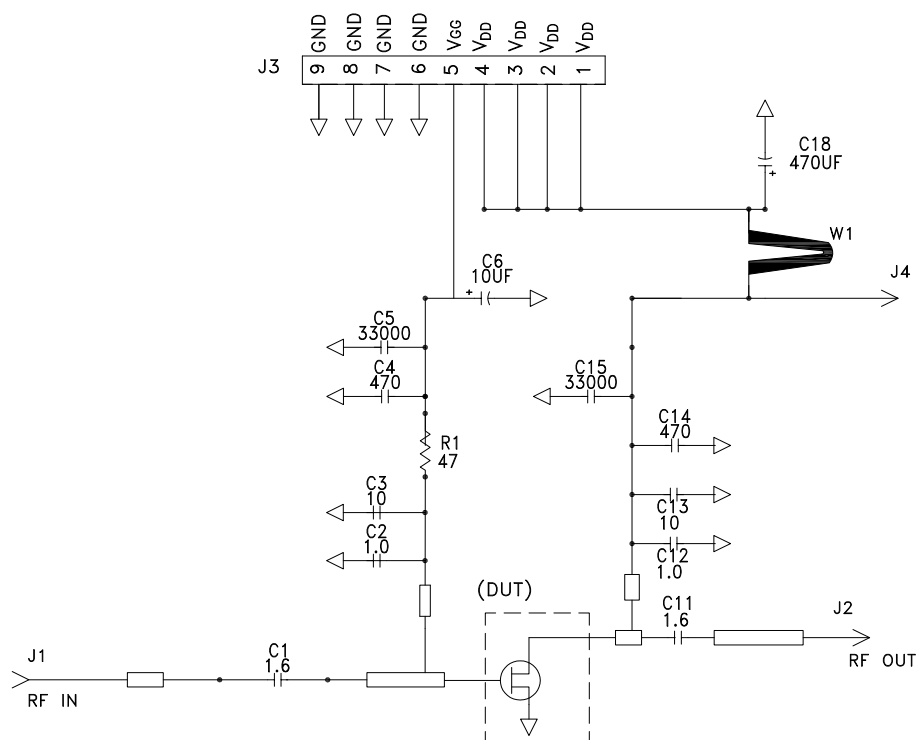 GND
GND
GND
GND
VGG
VDD
VDD
VDD
VDD
J3
9 8 7 6 5 4 3 2 1
C18
470UF
W1
J4
C6
10UF
C5
33000
C4
470
C15
33000
C14
470
R1
47
C3
10
C13
10
C2
1.0
C12
1.0
(DUT)
C11
1.6
J2
RF OUT
J1
C1
1.6
RF IN